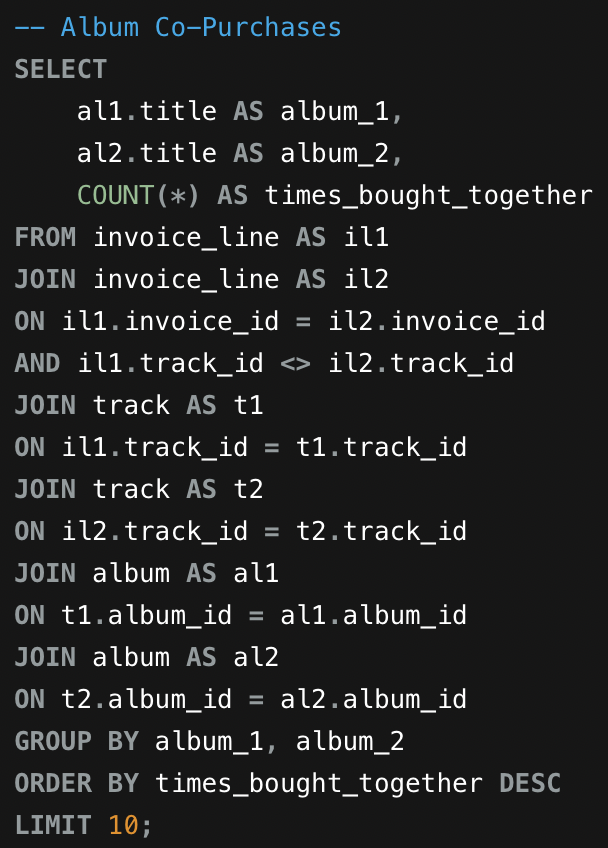 -- Album Co-Purchases
SELECT
    al1.title AS album_1,
    al2.title AS album_2,
    COUNT(*) AS times_bought_together
FROM invoice_line AS il1
JOIN invoice_line AS il2
ON il1.invoice_id = il2.invoice_id
AND il1.track_id <> il2.track_id
JOIN track AS t1
ON il1.track_id = t1.track_id
JOIN track AS t2
ON il2.track_id = t2.track_id
JOIN album AS al1
ON t1.album_id = al1.album_id
JOIN album AS al2
ON t2.album_id = al2.album_id
GROUP BY album_1, album_2
ORDER BY times_bought_together DESC
LIMIT 10;